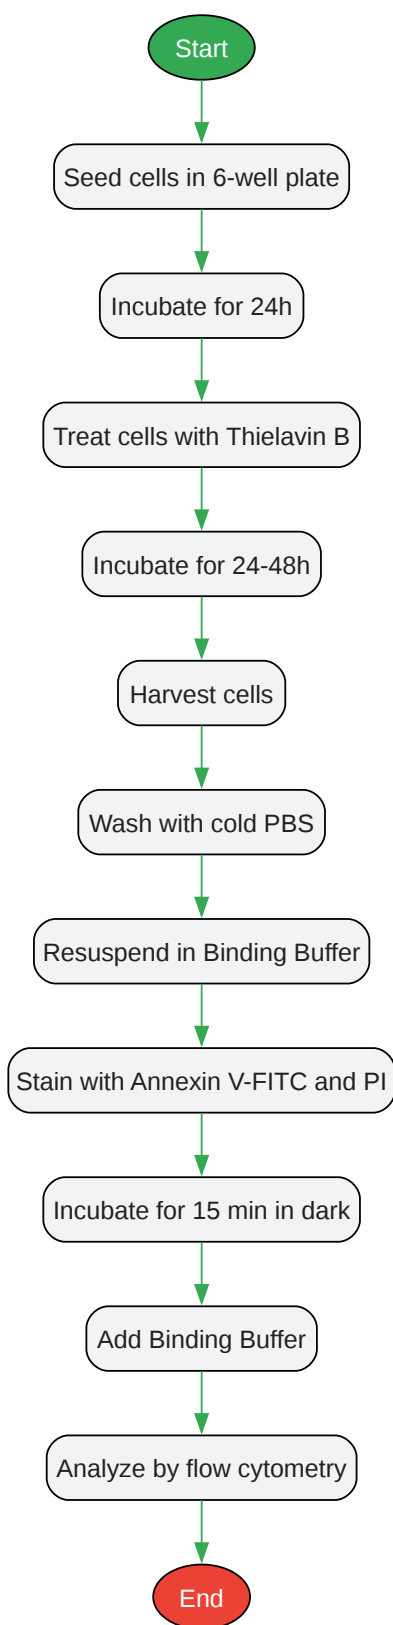 Start
Seed cells in 6-well plate
Incubate for 24h
Treat cells with Thielavin B
Incubate for 24-48h
Harvest cells
Wash with cold PBS
Resuspend in Binding Buffer
Stain with Annexin V-FITC and PI
Incubate for 15 min in dark
Add Binding Buffer
Analyze by flow cytometry
End